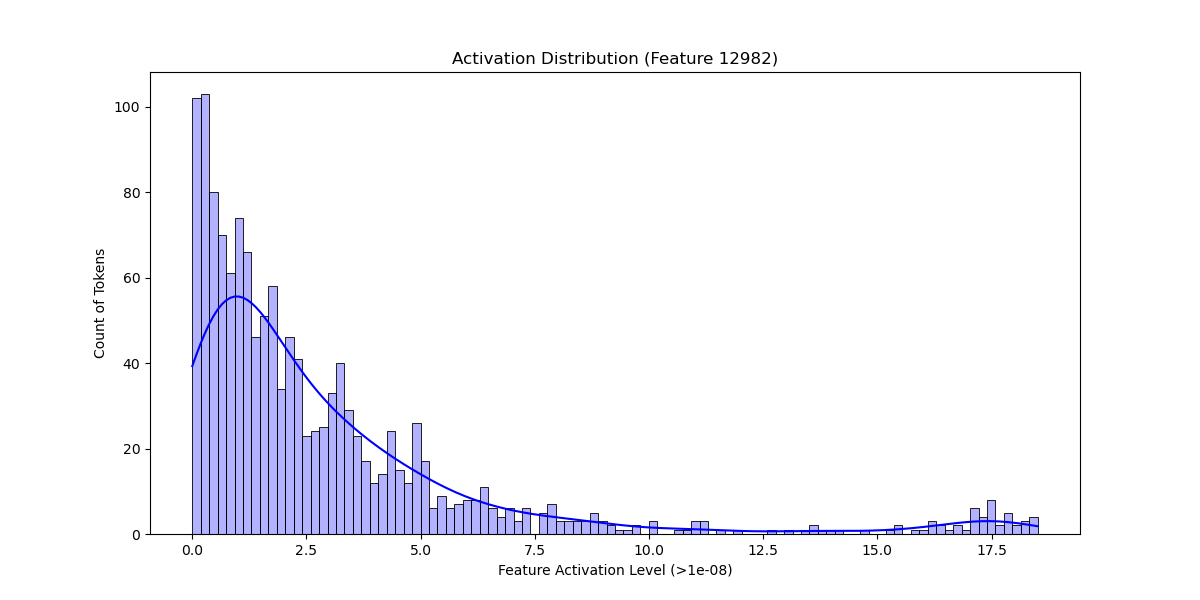 Activation Distribution (Feature 12982)
100
80
60
40
20
0
Count of Tokens
0.0 2.5 5.0 7.5 10.0 12.5 15.0 17.5
Feature Activation Level (>1e-08)